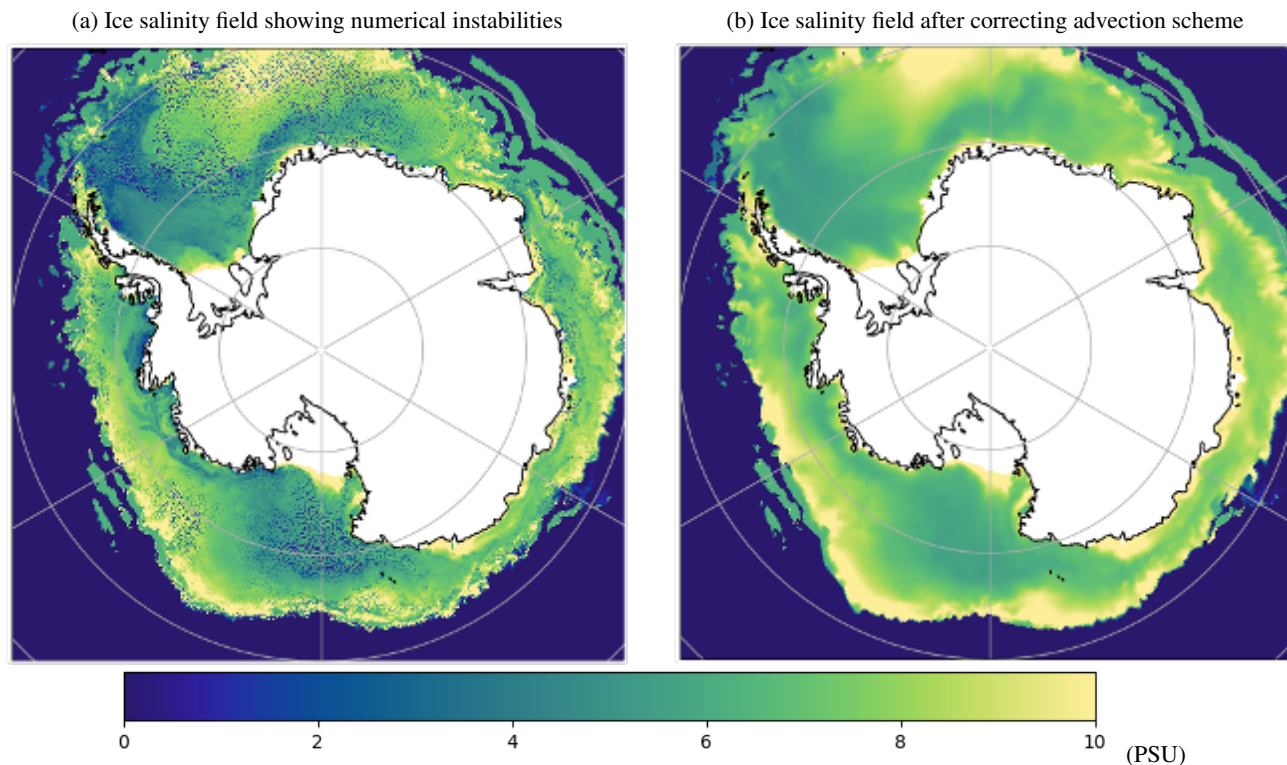 (a) Ice salinity field showing numerical instabilities
(b) Ice salinity field after correcting advection scheme
0 2 4 6 8 10
(PSU)